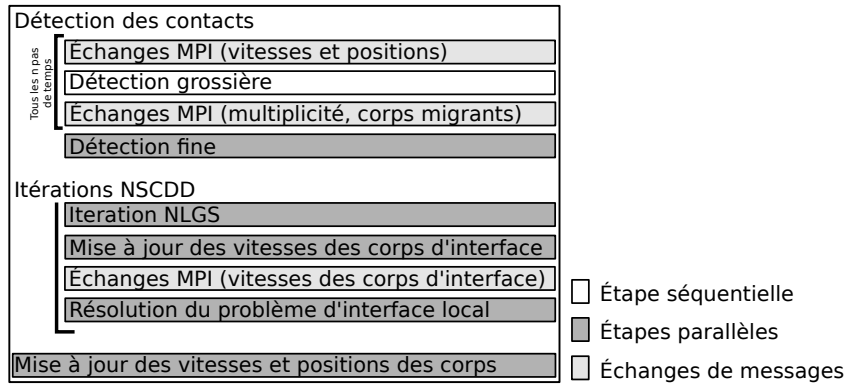 Détection des contacts
Tous les n pas
de temps
Échanges MPI (vitesses et positions)
Détection grossière
Échanges MPI (multiplicité, corps migrants)
Détection fine
Itérations NSCDD
Iteration NLGS
Mise à jour des vitesses des corps d'interface
Échanges MPI (vitesses des corps d'interface)
Résolution du problème d'interface local
Mise à jour des vitesses et positions des corps
Étape séquentielle
Étapes parallèles
Échanges de messages